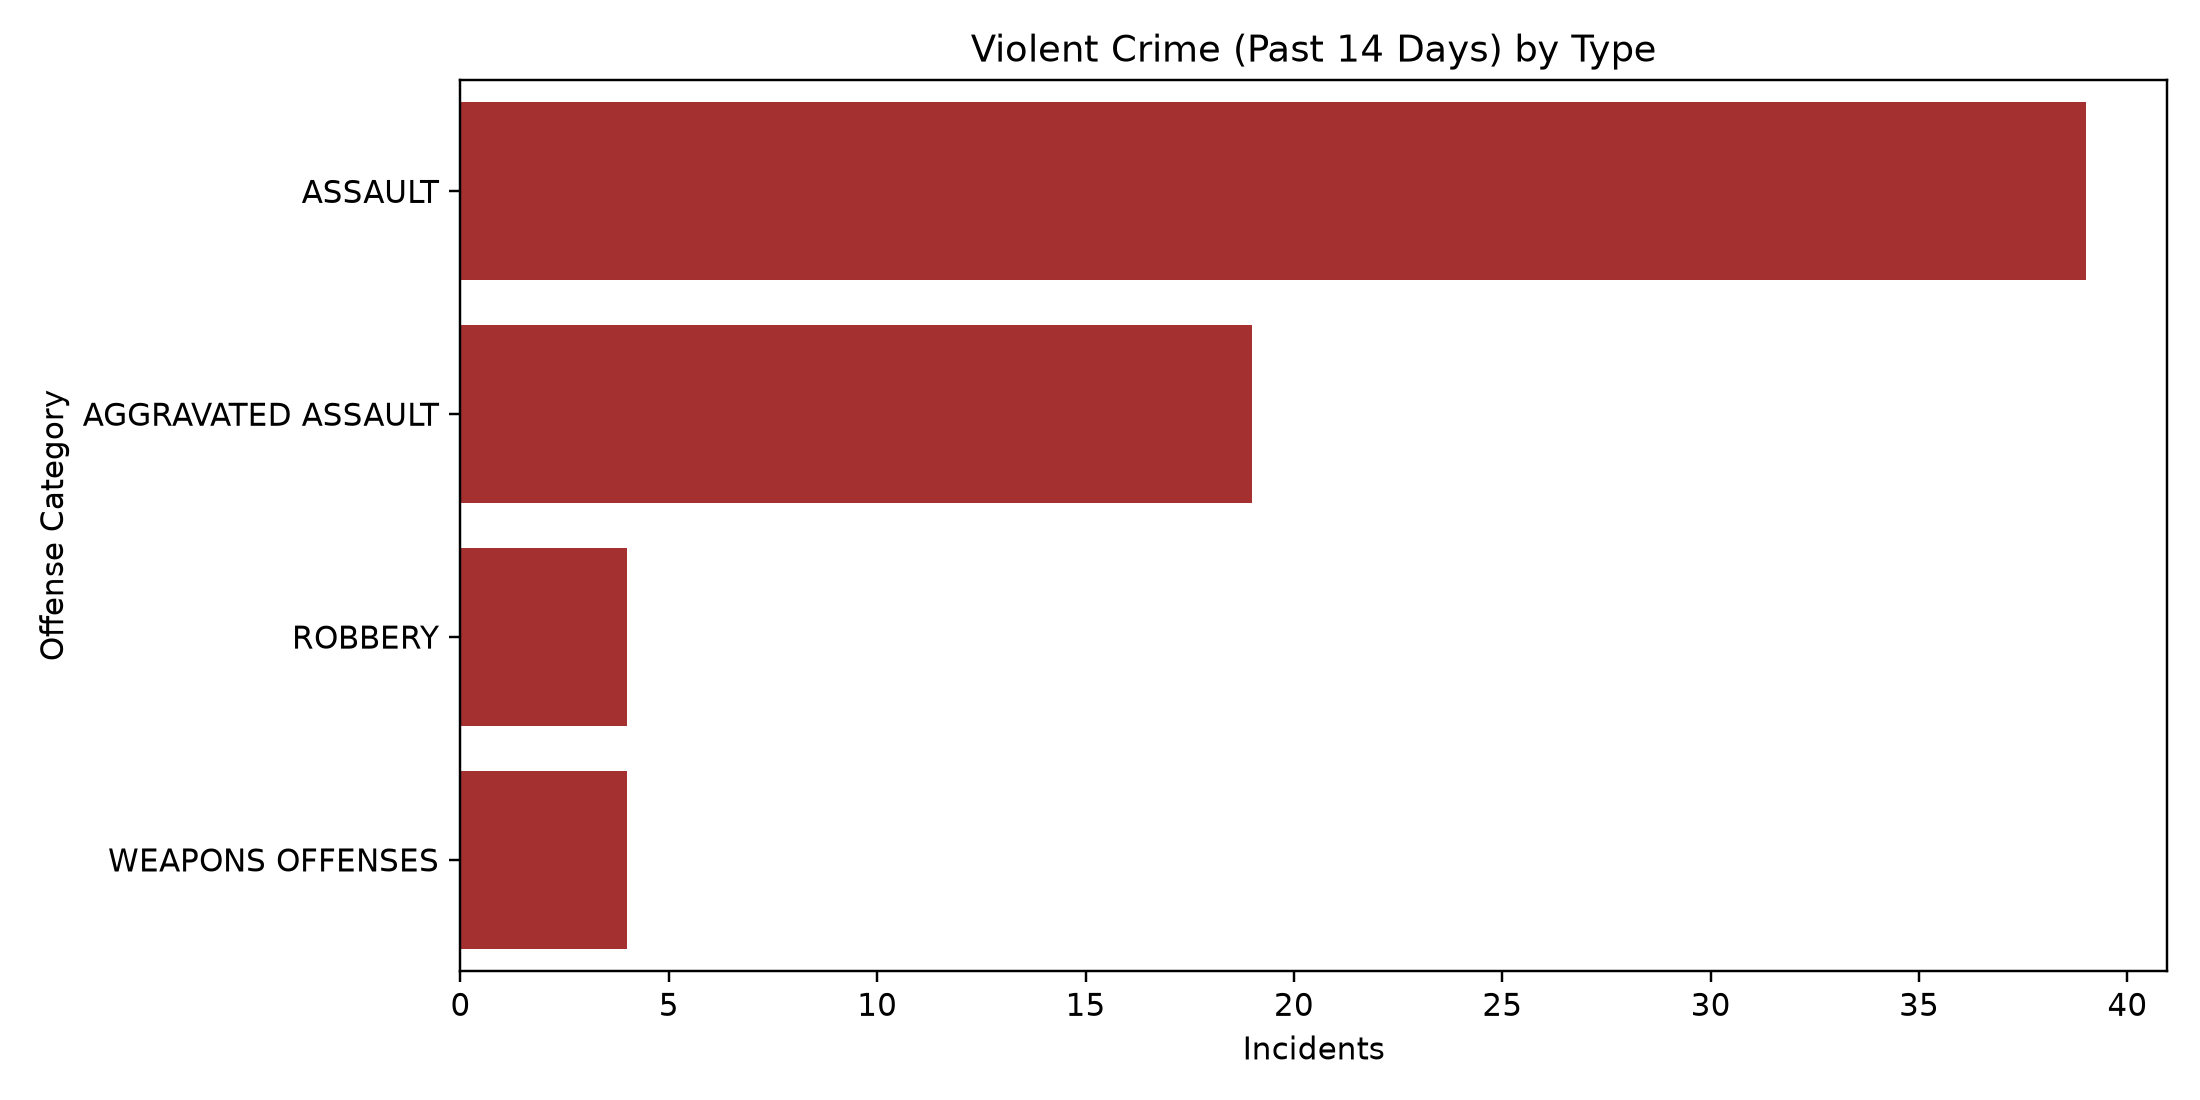 Violent Crime (Past 14 Days) by Type
Offense Category
ASSAULT
AGGRAVATED ASSAULT
ROBBERY
WEAPONS OFFENSES
0 5 10 15 20 25 30 35 40
Incidents